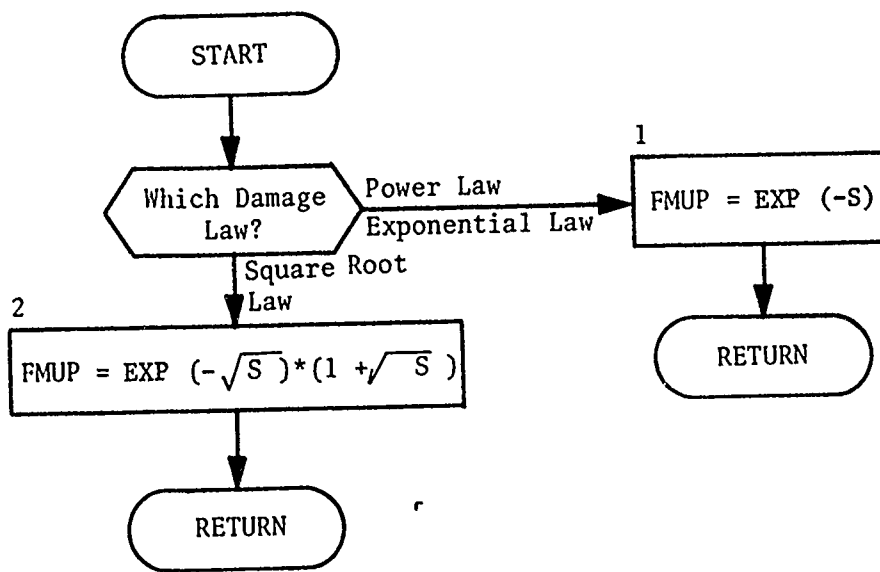 START
Which Damage
Law?
Power Law
Exponential Law
1
FMUP = EXP (-S)
RETURN
Square Root
Law
2
FMUP = EXP (-√S )*(1 +√ S )
RETURN